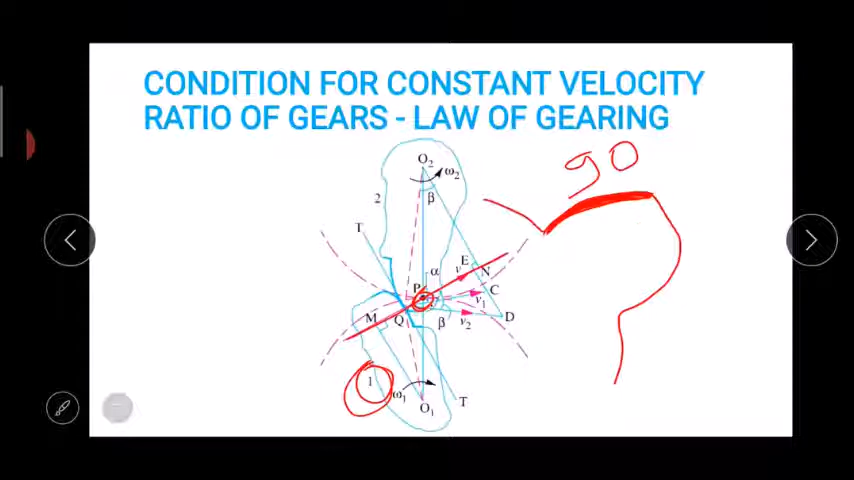 CONDITION FOR CONSTANT VELOCITY
RATIO OF GEARS - LAW OF GEARING
90
O₂
ω₂
2
β
T
E
α
v
N
P
C
v₁
M
Q
β
v₂
D
1
ω₁
O₁
T